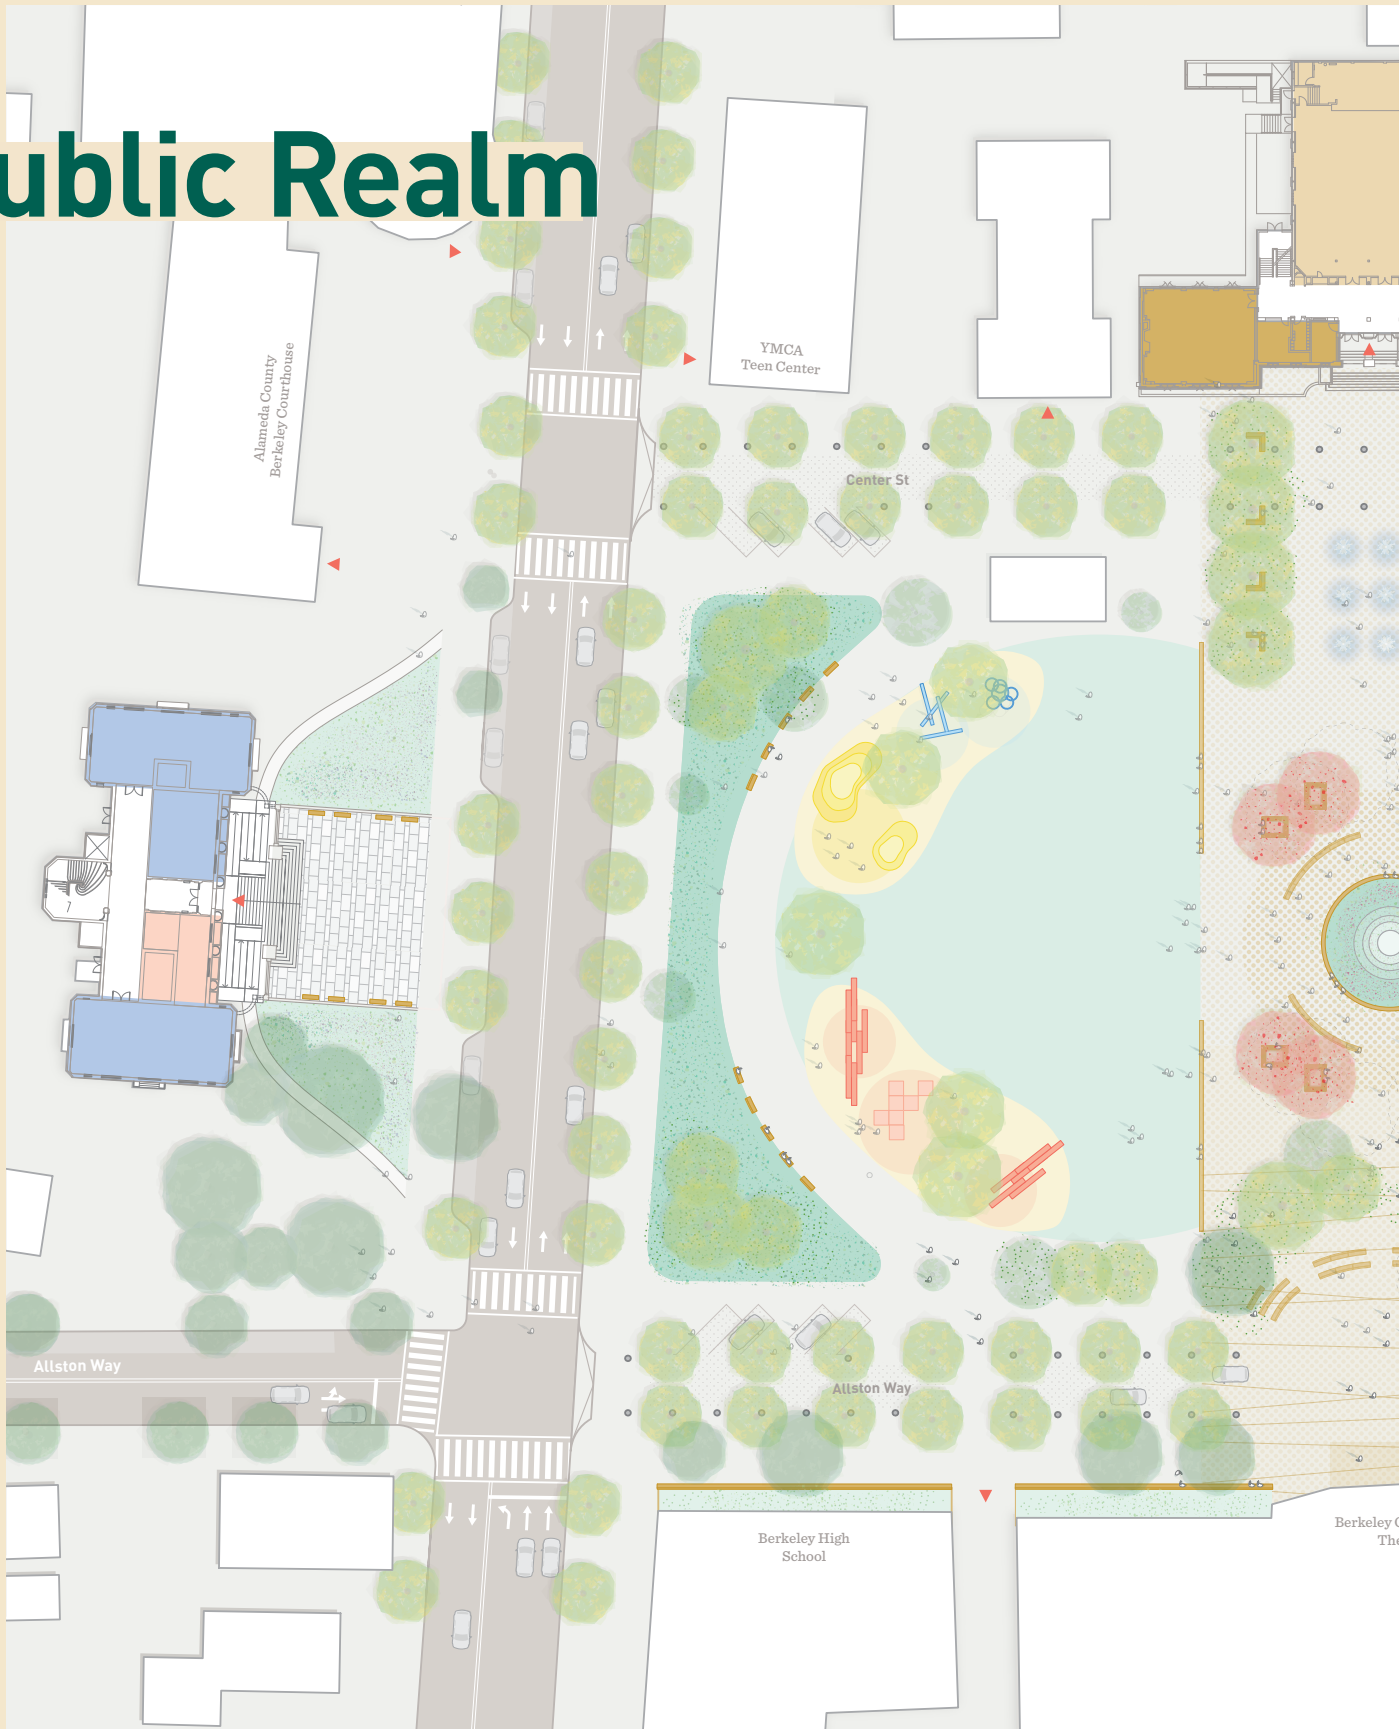 ublic Realm
Alameda County
Berkeley Courthouse
YMCA
Teen Center
Center St
Allston Way
Allston Way
Berkeley High
School
Berkeley
The